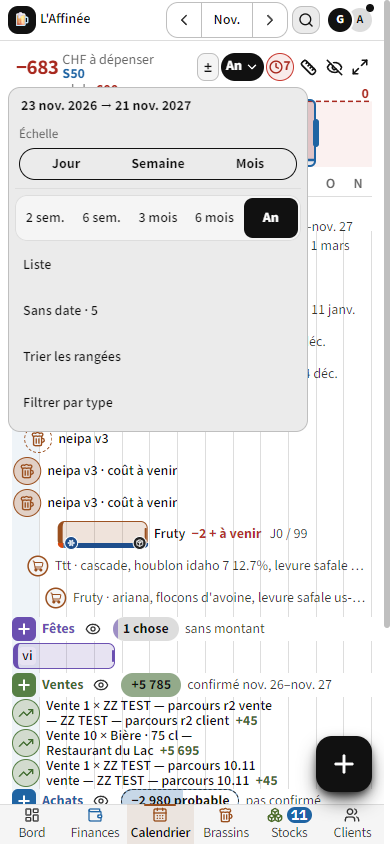 L'Affinée
Nov.
G A
−683 CHF à dépenser
S50
± An 7
0
23 nov. 2026 → 21 nov. 2027
Échelle
Jour Semaine Mois
O N
2 sem. 6 sem. 3 mois 6 mois An
-nov. 27
1 mars
Liste
Sans date · 5
11 janv.
Trier les rangées
déc.
Filtrer par type
neipa v3
neipa v3 · coût à venir
neipa v3 · coût à venir
Fruty −2 + à venir J0 / 99
Ttt · cascade, houblon idaho 7 12.7%, levure safale ...
Fruty · ariana, flocons d'avoine, levure safale us-...
Fêtes 1 chose sans montant
vi
Ventes +5 785 confirmé nov. 26–nov. 27
Vente 1 × ZZ TEST — parcours r2 vente
— ZZ TEST — parcours r2 client +45
Vente 10 × Bière · 75 cl —
Restaurant du Lac +5 695
Vente 1 × ZZ TEST — parcours 10.11
vente — ZZ TEST — parcours 10.11 +45
Achats −2 980 probable pas confirmé
Bord Finances Calendrier Brassins Stocks 11 Clients